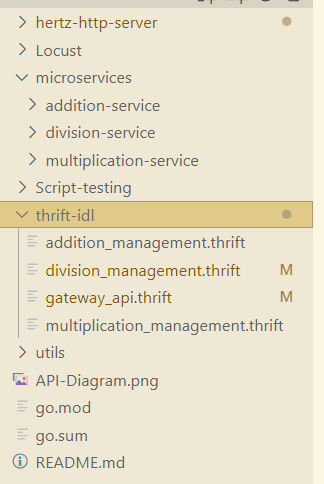 hertz-http-server
Locust
microservices
addition-service
division-service
multiplication-service
Script-testing
thrift-idl
addition_management.thrift
division_management.thrift M
gateway_api.thrift M
multiplication_management.thrift
utils
API-Diagram.png
go.mod
go.sum
README.md